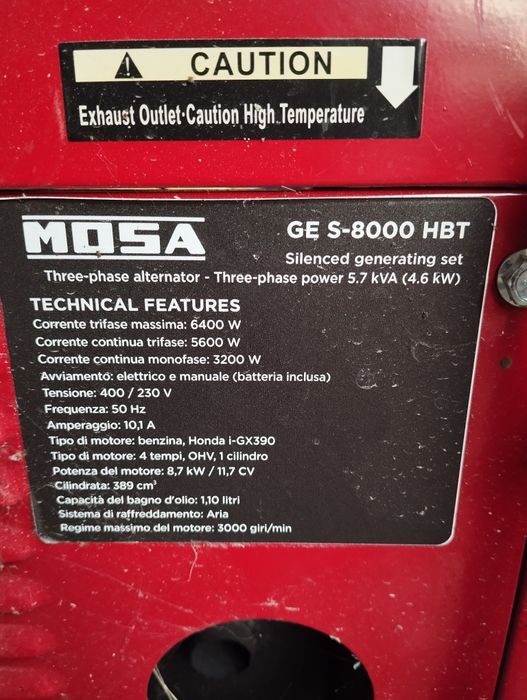 CAUTION
Exhaust Outlet·Caution High Temperature
MOSA
GE S-8000 HBT
Silenced generating set
Three-phase alternator - Three-phase power 5.7 kVA (4.6 kW)
TECHNICAL FEATURES
Corrente trifase massima: 6400 W
Corrente continua trifase: 5600 W
Corrente continua monofase: 3200 W
Avviamento: elettrico e manuale (batteria inclusa)
Tensione: 400 / 230 V
Frequenza: 50 Hz
Amperaggio: 10,1 A
Tipo di motore: benzina, Honda i-GX390
Tipo di motore: 4 tempi, OHV, 1 cilindro
Potenza del motore: 8,7 kW / 11,7 CV
Cilindrata: 389 cm³
Capacità del bagno d'olio: 1,10 litri
Sistema di raffreddamento: Aria
Regime massimo del motore: 3000 giri/min